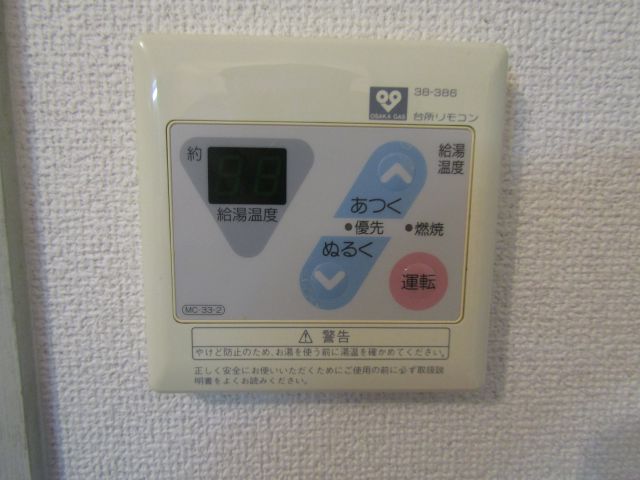 38-386
OSAKA GAS
台所リモコン
約
給湯温度
給湯
温度
あつく
優先
燃焼
ぬるく
運転
MC-33-2
警告
やけど防止のため、お湯を使う前に湯温を確かめてください。
正しく安全にお使いいただくためにご使用の前に必ず取扱説
明書をよくお読みください。